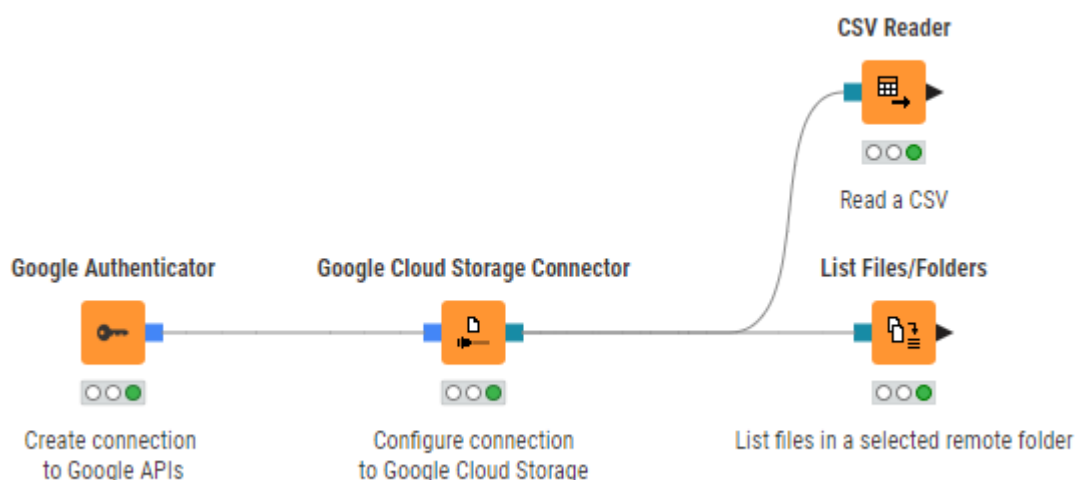 CSV Reader
Read a CSV
Google Authenticator
Google Cloud Storage Connector
List Files/Folders
Create connection
to Google APIs
Configure connection
to Google Cloud Storage
List files in a selected remote folder